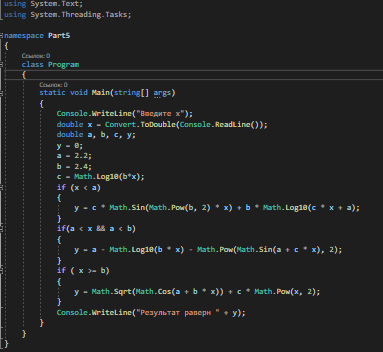 using System.Text;
using System.Threading.Tasks;
namespace Part5
{
Ссылок: 0
class Program
{
Ссылок: 0
static void Main(string[] args)
{
Console.WriteLine("Введите x");
double x = Convert.ToDouble(Console.ReadLine());
double a, b, c, y;
y = 0;
a = 2.2;
b = 2.4;
c = Math.Log10(b*x);
if (x < a)
{
y = c * Math.Sin(Math.Pow(b, 2) * x) + b * Math.Log10(c * x + a);
}
if(a < x && a < b)
{
y = a - Math.Log10(b * x) - Math.Pow(Math.Sin(a + c * x), 2);
}
if ( x >= b)
{
y = Math.Sqrt(Math.Cos(a + b * x)) + c * Math.Pow(x, 2);
}
Console.WriteLine("Результат раверн " + y);
}
}
}